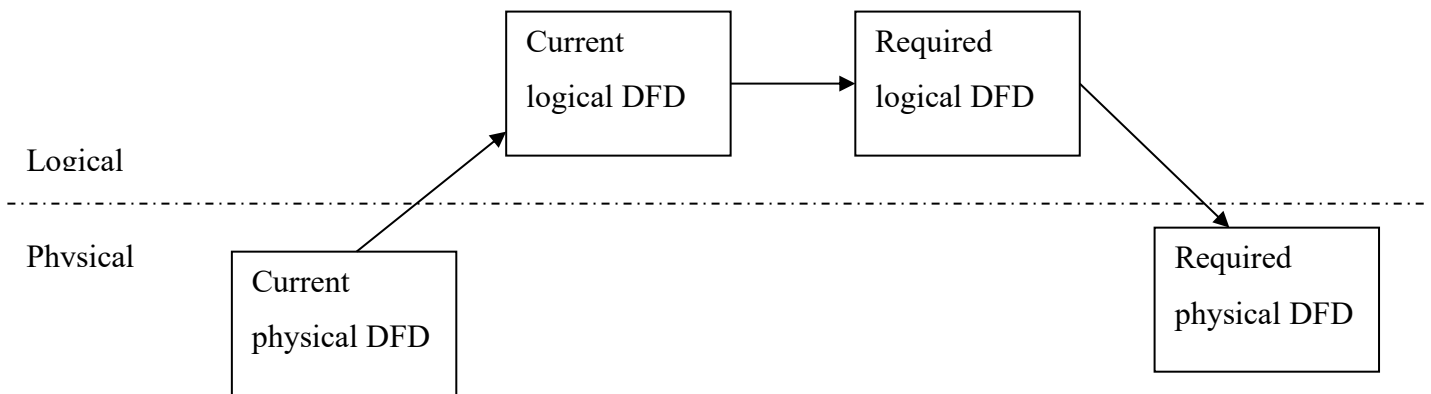 Current
logical DFD
Required
logical DFD
Logical
Physical
Current
physical DFD
Required
physical DFD